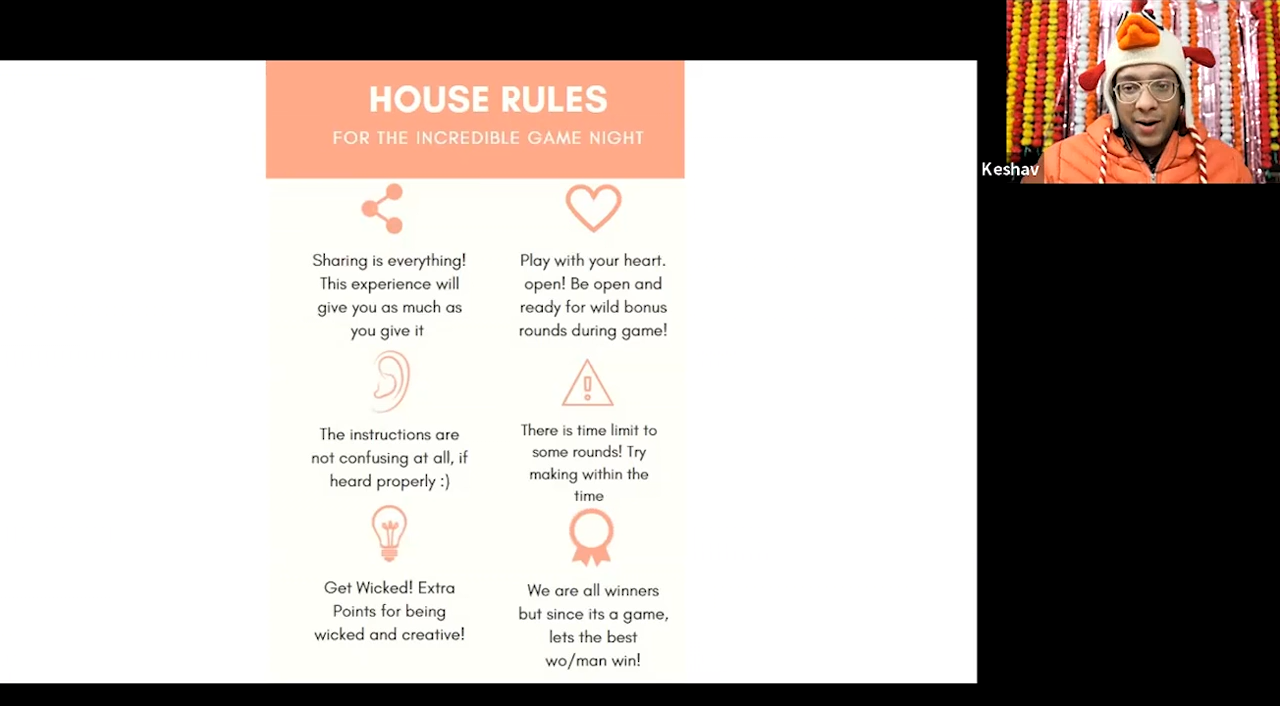 HOUSE RULES
FOR THE INCREDIBLE GAME NIGHT
Sharing is everything!
This experience will
give you as much as
you give it
Play with your heart.
open! Be open and
ready for wild bonus
rounds during game!
The instructions are
not confusing at all, if
heard properly :)
There is time limit to
some rounds! Try
making within the
time
Get Wicked! Extra
Points for being
wicked and creative!
We are all winners
but since its a game,
lets the best
wo/man win!
Keshav